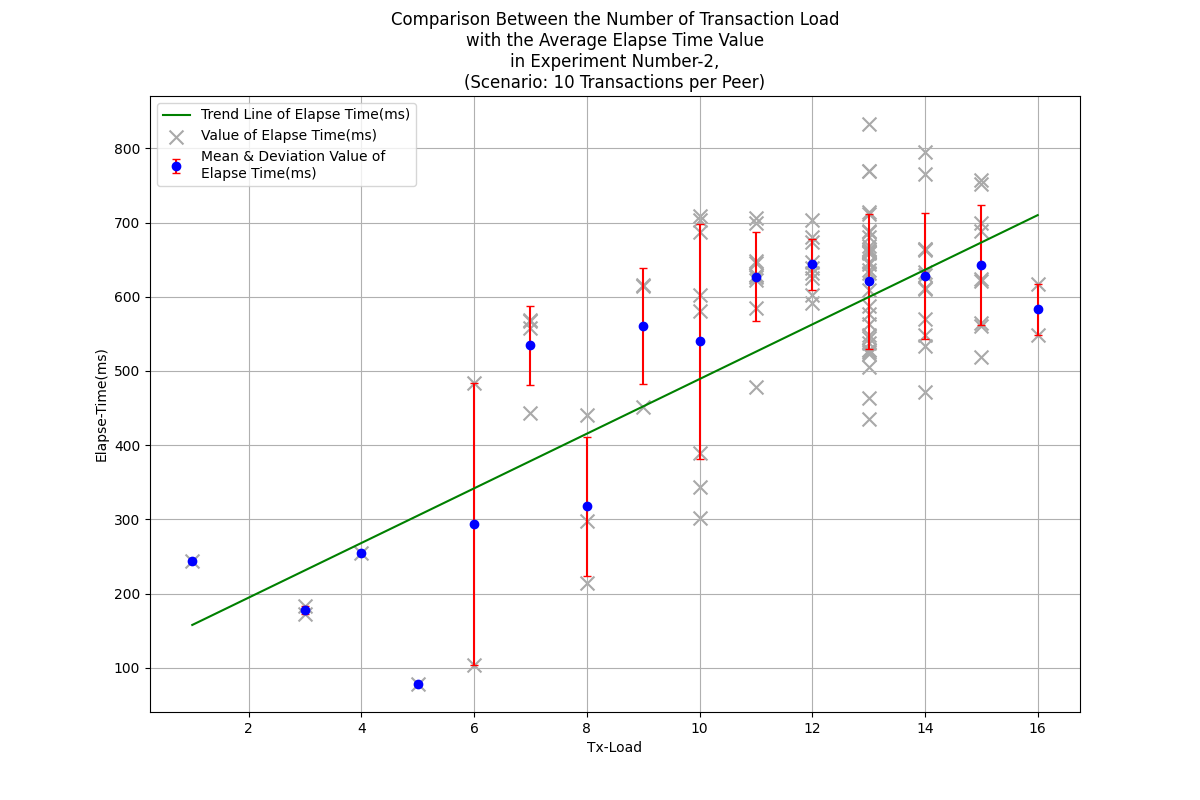 Comparison Between the Number of Transaction Load
with the Average Elapse Time Value
in Experiment Number-2,
(Scenario: 10 Transactions per Peer)
Trend Line of Elapse Time(ms)
Value of Elapse Time(ms)
Mean & Deviation Value of
Elapse Time(ms)
800
700
600
500
400
300
200
100
Elapse-Time(ms)
2 4 6 8 10 12 14 16
Tx-Load